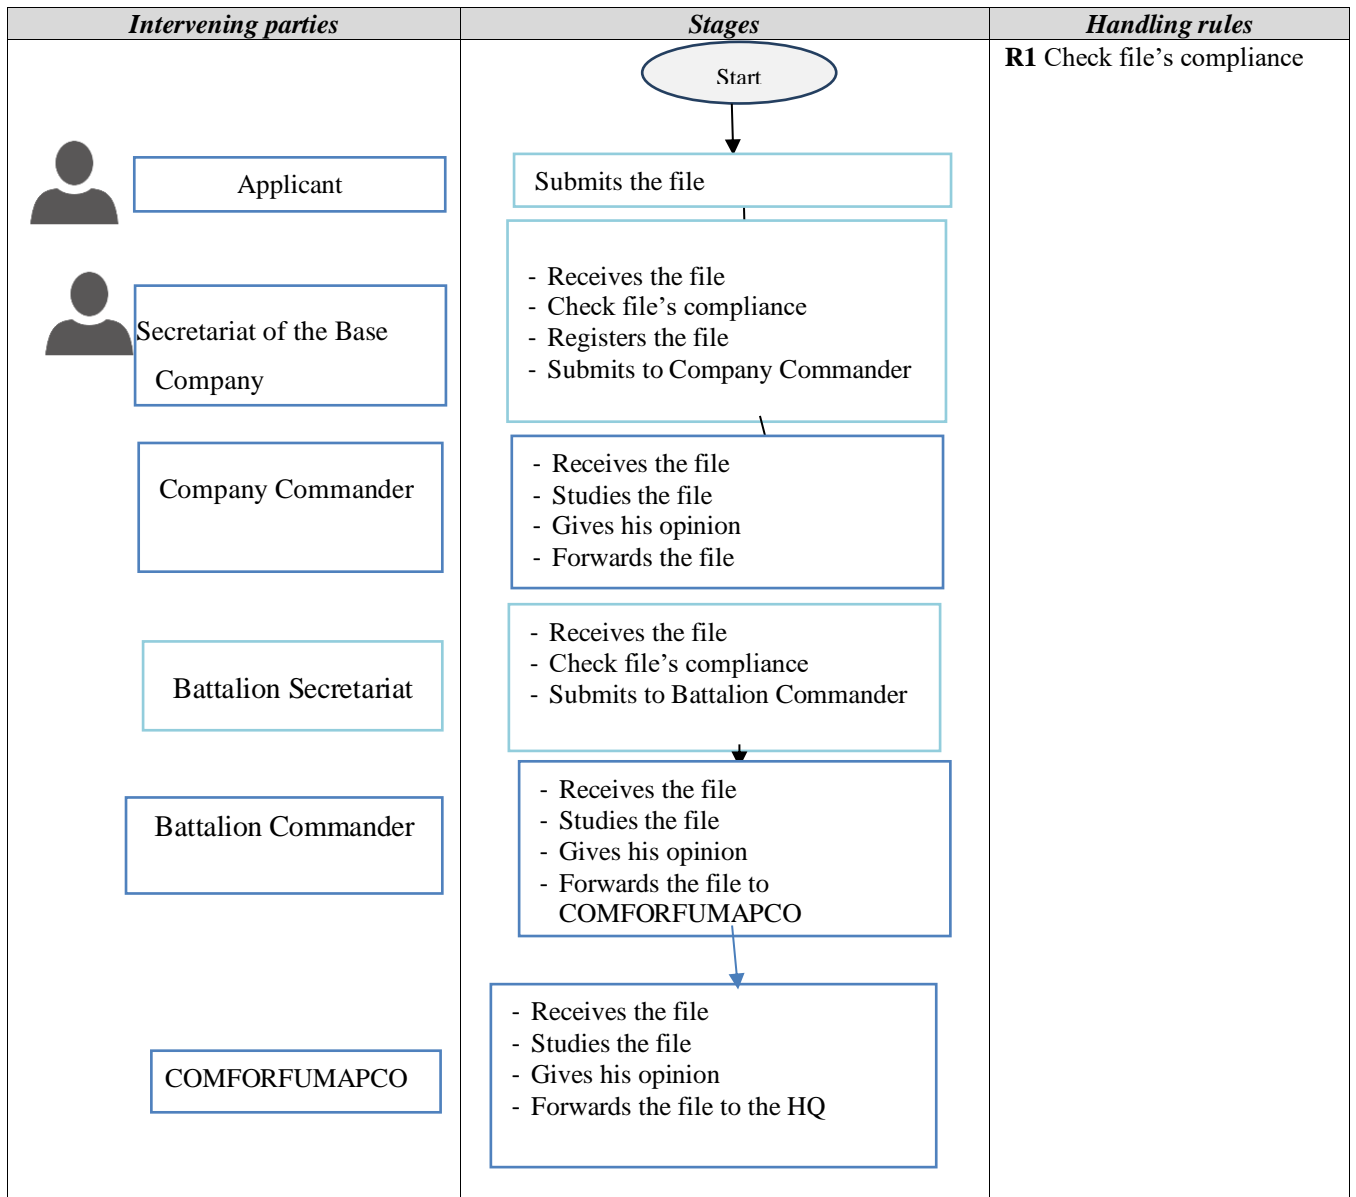 Intervening parties
Stages
Handling rules
Start
R1 Check file’s compliance
Applicant
Submits the file
Secretariat of the Base
Company
- Receives the file
- Check file’s compliance
- Registers the file
- Submits to Company Commander
Company Commander
- Receives the file
- Studies the file
- Gives his opinion
- Forwards the file
Battalion Secretariat
- Receives the file
- Check file’s compliance
- Submits to Battalion Commander
Battalion Commander
- Receives the file
- Studies the file
- Gives his opinion
- Forwards the file to
COMFORFUMAPCO
COMFORFUMAPCO
- Receives the file
- Studies the file
- Gives his opinion
- Forwards the file to the HQ